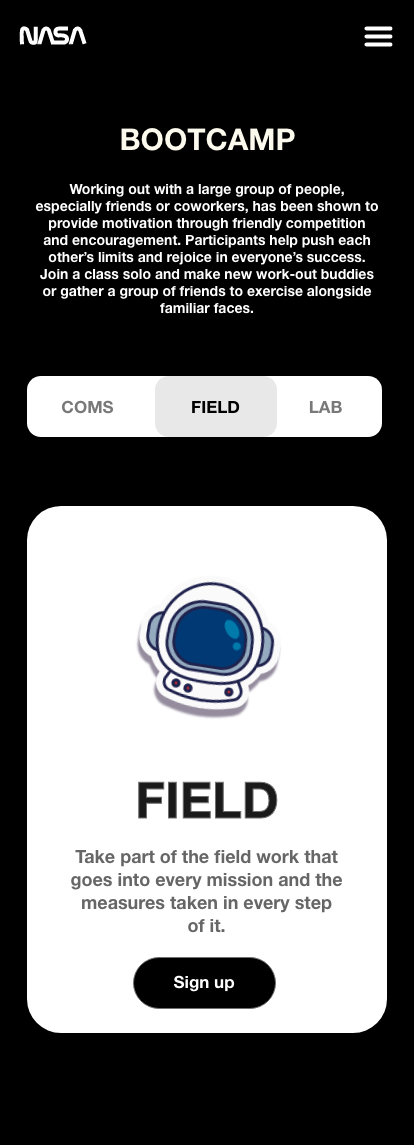 NASA
BOOTCAMP
Working out with a large group of people,
especially friends or coworkers, has been shown to
provide motivation through friendly competition
and encouragement. Participants help push each
other’s limits and rejoice in everyone’s success.
Join a class solo and make new work-out buddies
or gather a group of friends to exercise alongside
familiar faces.
COMS FIELD LAB
FIELD
Take part of the field work that
goes into every mission and the
measures taken in every step
of it.
Sign up